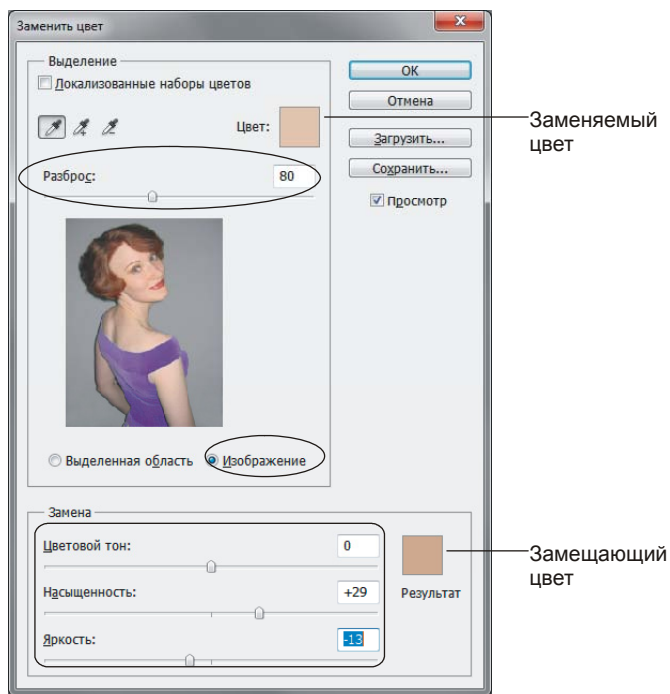 Заменить цвет
Выделение
Локализованные наборы цветов
Цвет:
Разброс:
80
Выделенная область
Изображение
OK
Отмена
Загрузить...
Сохранить...
Просмотр
Заменяемый
цвет
Замена
Цветовой тон:
0
Насыщенность:
+29
Яркость:
-13
Результат
Замещающий
цвет